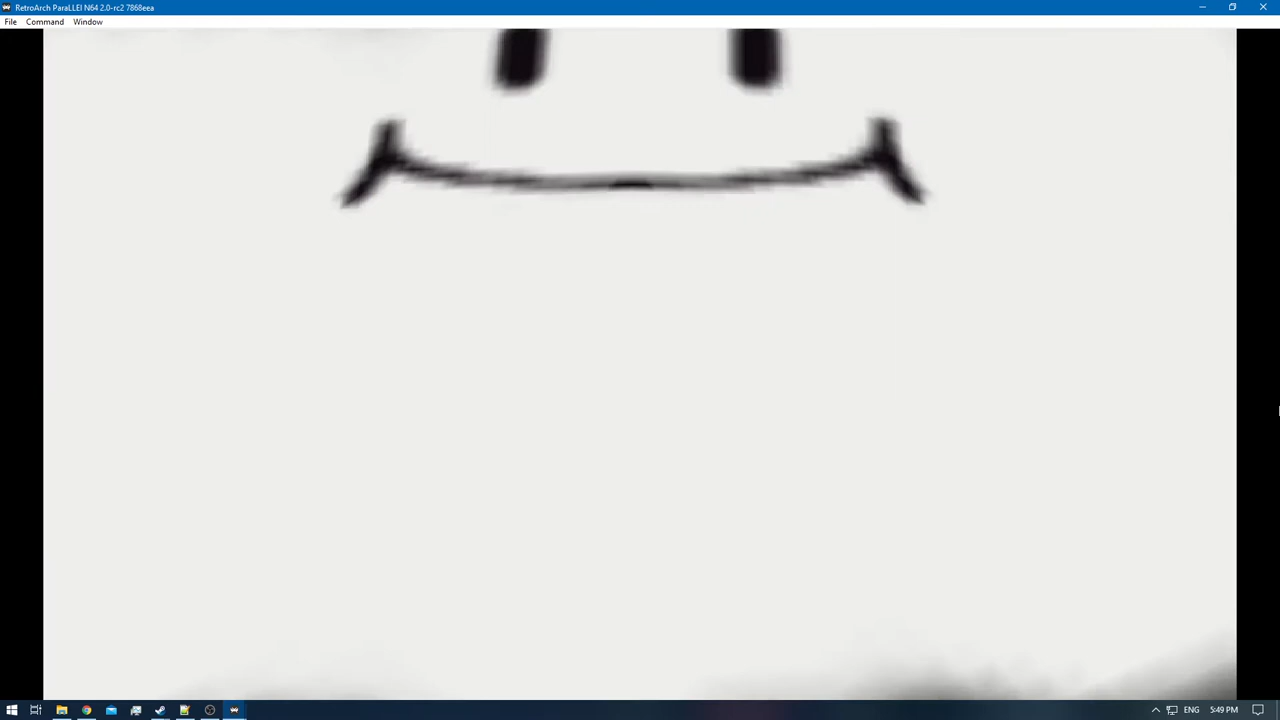 RetroArch ParaLLEl N64 2.0-rc2 7868eea
File Command Window
ENG 5:49 PM